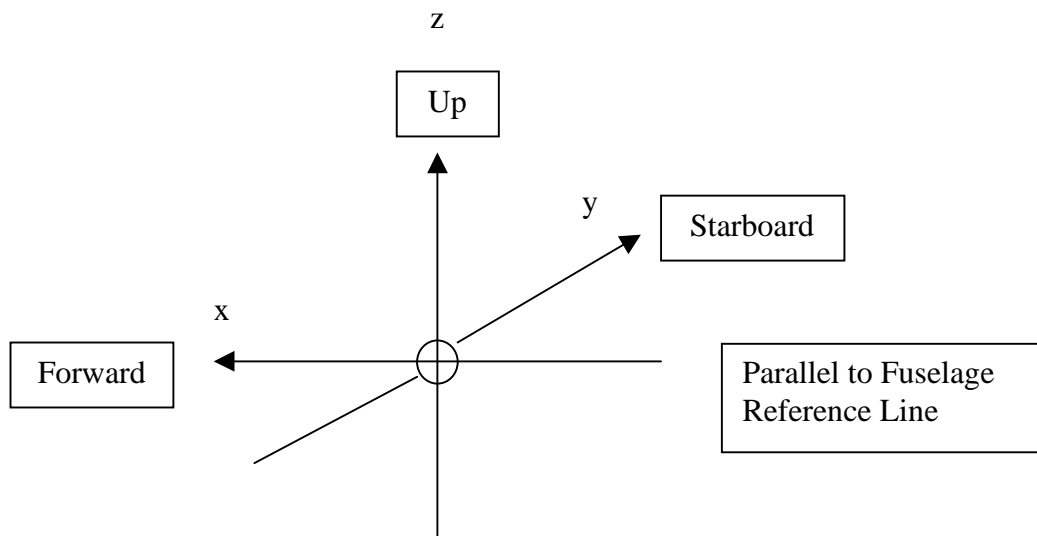 z
Up
y
Starboard
x
Forward
Parallel to Fuselage
Reference Line